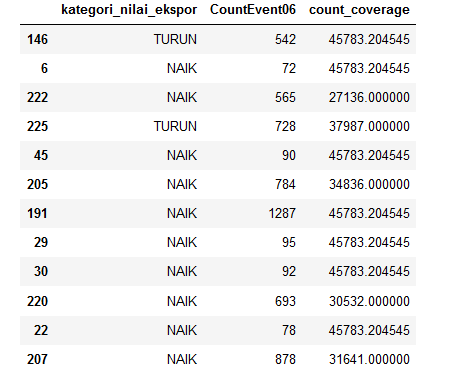 kategori_nilai_ekspor CountEvent06 count_coverage
146 TURUN 542 45783.204545
6 NAIK 72 45783.204545
222 NAIK 565 27136.000000
225 TURUN 728 37987.000000
45 NAIK 90 45783.204545
205 NAIK 784 34836.000000
191 NAIK 1287 45783.204545
29 NAIK 95 45783.204545
30 NAIK 92 45783.204545
220 NAIK 693 30532.000000
22 NAIK 78 45783.204545
207 NAIK 878 31641.000000